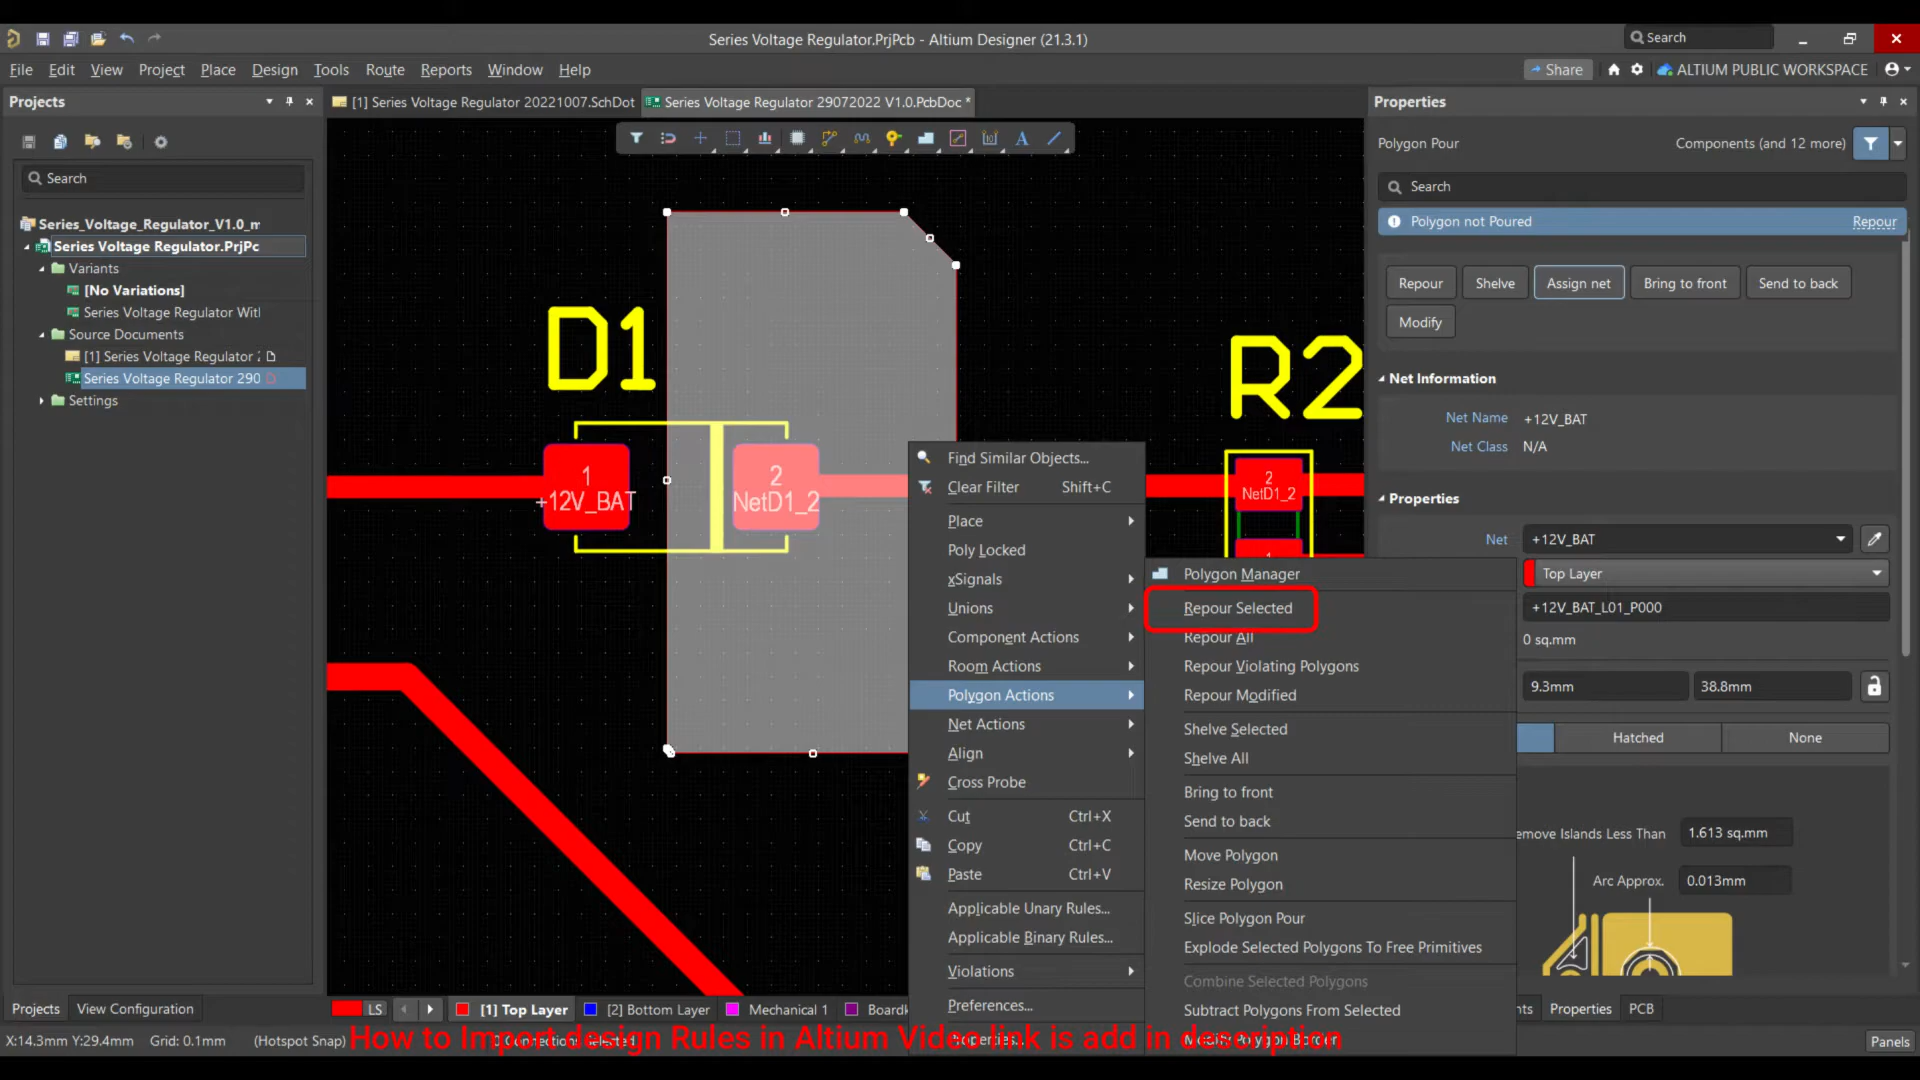 Series Voltage Regulator.PrjPcb - Altium Designer (21.3.1)
Search
File Edit View Project Place Design Tools Route Reports Window Help
Share
ALTIUM PUBLIC WORKSPACE
Projects
[1] Series Voltage Regulator 20221007.SchDot
Series Voltage Regulator 29072022 V1.0.PcbDoc *
Search
Series_Voltage_Regulator_V1.0_m
Series Voltage Regulator.PrjPc
Variants
[No Variations]
Series Voltage Regulator Witl
Source Documents
[1] Series Voltage Regulator 2
Series Voltage Regulator 290
Settings
D1
1
+12V_BAT
2
NetD1_2
R2
2
NetD1_2
1
Find Similar Objects...
Clear Filter Shift+C
Place
Poly Locked
xSignals
Unions
Component Actions
Room Actions
Polygon Actions
Net Actions
Align
Cross Probe
Cut Ctrl+X
Copy Ctrl+C
Paste Ctrl+V
Applicable Unary Rules...
Applicable Binary Rules...
Violations
Preferences...
Properties...
Polygon Manager
Repour Selected
Repour All
Repour Violating Polygons
Repour Modified
Shelve Selected
Shelve All
Bring to front
Send to back
Move Polygon
Resize Polygon
Slice Polygon Pour
Explode Selected Polygons To Free Primitives
Combine Selected Polygons
Subtract Polygons From Selected
Modify Polygon Border
Properties
Polygon Pour
Components (and 12 more)
Search
Polygon not Poured Repour
Repour Shelve Assign net Bring to front Send to back
Modify
Net Information
Net Name +12V_BAT
Net Class N/A
Properties
Net +12V_BAT
Top Layer
+12V_BAT_L01_P000
0 sq.mm
9.3mm 38.8mm
Hatched None
emove Islands Less Than 1.613 sq.mm
Arc Approx. 0.013mm
nts Properties PCB
Projects View Configuration
LS [1] Top Layer [2] Bottom Layer Mechanical 1 Board
X:14.3mm Y:29.4mm Grid: 0.1mm (Hotspot Snap)
How to Import design Rules in Altium Video link is add in description
Panels